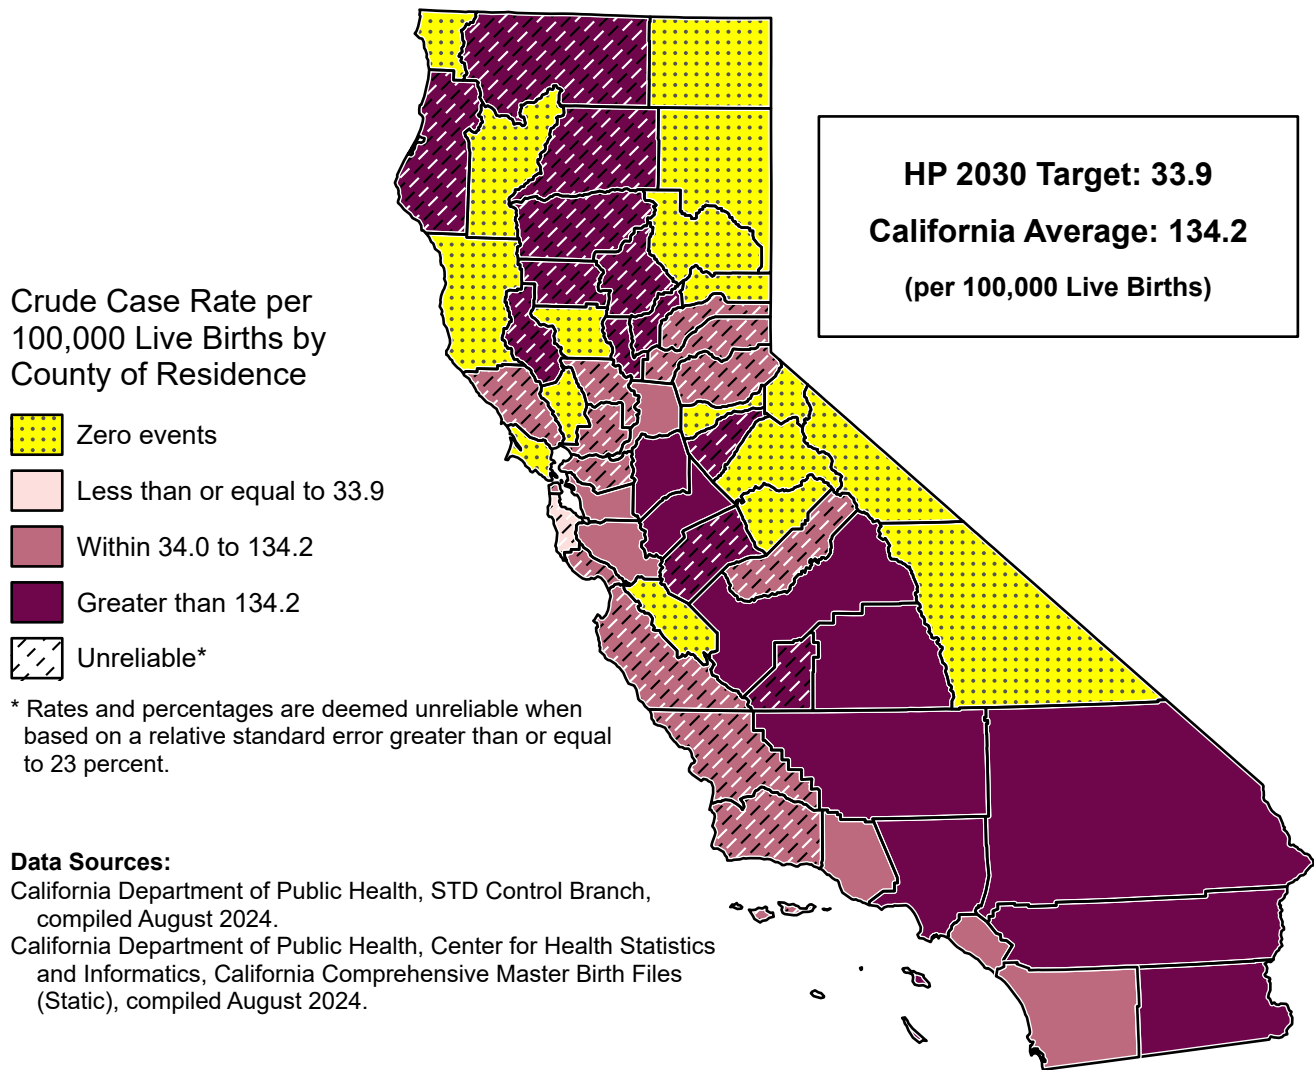 HP 2030 Target: 33.9
California Average: 134.2
(per 100,000 Live Births)
Crude Case Rate per
100,000 Live Births by
County of Residence
Zero events
Less than or equal to 33.9
Within 34.0 to 134.2
Greater than 134.2
Unreliable*
* Rates and percentages are deemed unreliable when
based on a relative standard error greater than or equal
to 23 percent.
Data Sources:
California Department of Public Health, STD Control Branch,
compiled August 2024.
California Department of Public Health, Center for Health Statistics
and Informatics, California Comprehensive Master Birth Files
(Static), compiled August 2024.